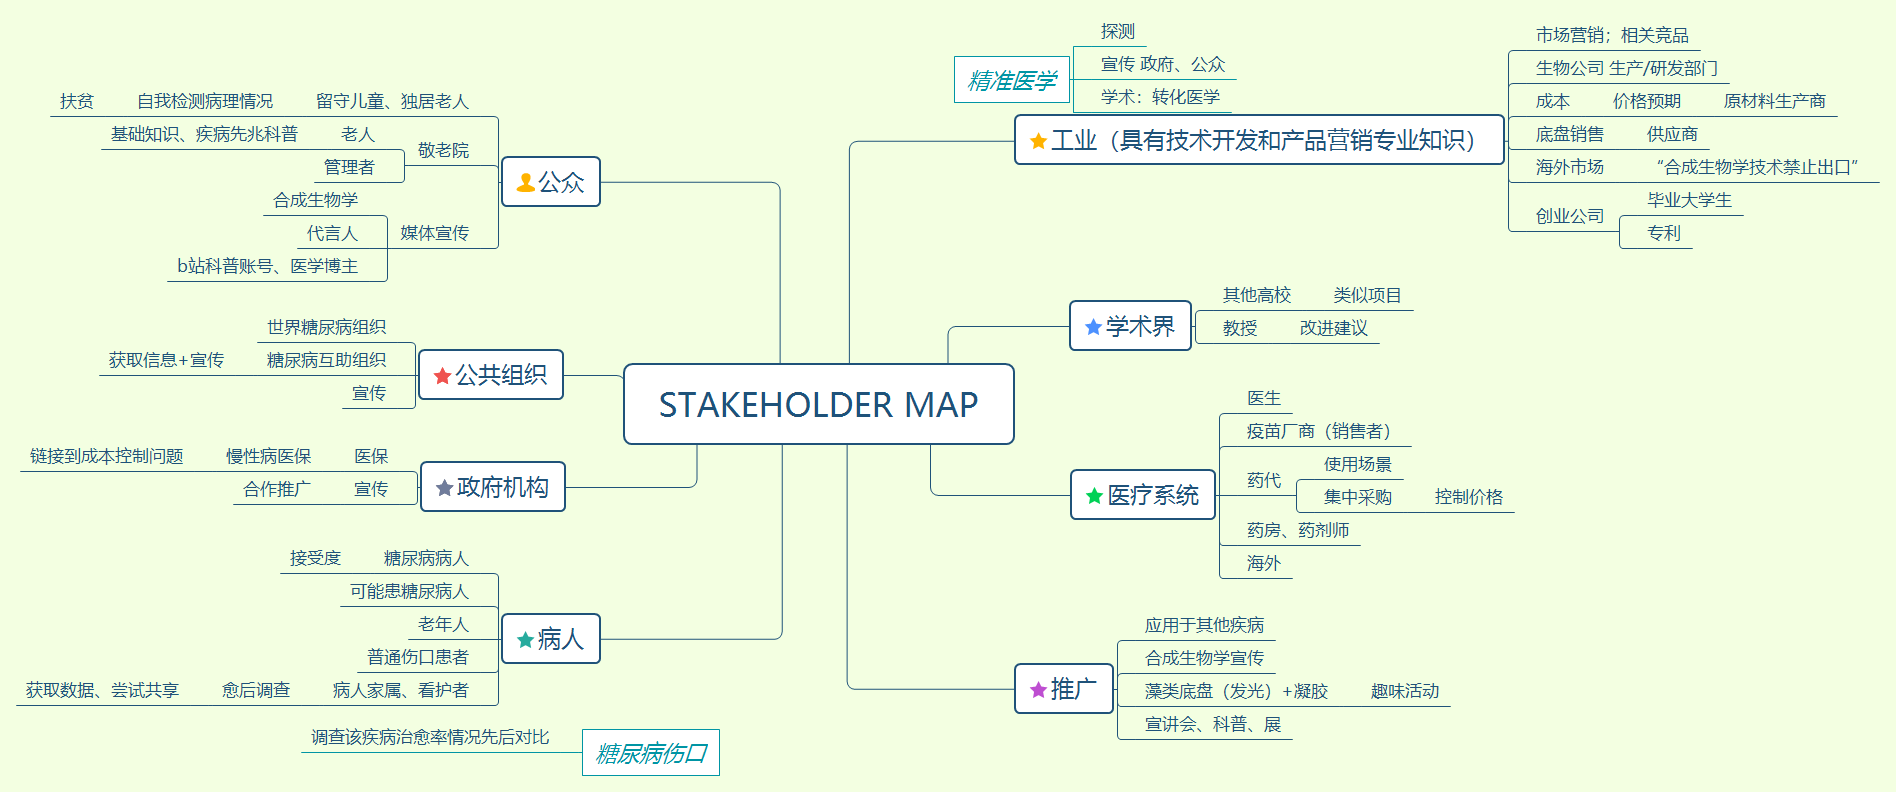 STAKEHOLDER MAP
公众
扶贫 自我检测病理情况 留守儿童、独居老人
基础知识、疾病先兆科普 老人
敬老院
管理者
合成生物学
代言人 媒体宣传
b站科普账号、医学博主
公共组织
世界糖尿病组织
获取信息+宣传 糖尿病互助组织
宣传
政府机构
链接到成本控制问题 慢性病医保 医保
合作推广 宣传
病人
接受度 糖尿病病人
可能患糖尿病人
老年人
普通伤口患者
获取数据、尝试共享 愈后调查 病人家属、看护者
调查该疾病治愈率情况先后对比 糖尿病伤口
精准医学
探测
宣传 政府、公众
学术：转化医学
工业（具有技术开发和产品营销专业知识）
市场营销；相关竞品
生物公司 生产/研发部门
成本 价格预期 原材料生产商
底盘销售 供应商
海外市场 “合成生物学技术禁止出口”
创业公司
毕业大学生
专利
学术界
其他高校 类似项目
教授 改进建议
医疗系统
医生
疫苗厂商（销售者）
药代
使用场景
集中采购 控制价格
药房、药剂师
海外
推广
应用于其他疾病
合成生物学宣传
藻类底盘（发光）+凝胶 趣味活动
宣讲会、科普、展